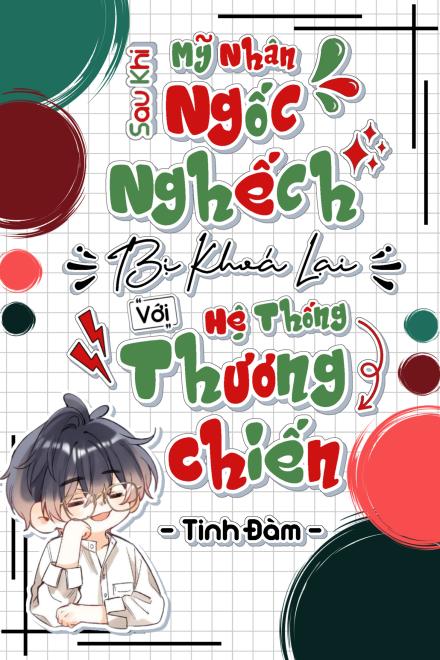 Sau Khi
Mỹ Nhân
Ngốc
Nghếch
Bị Khoá Lại
"Với"
Hệ Thống
Thương
chiến
- Tinh Đàm -